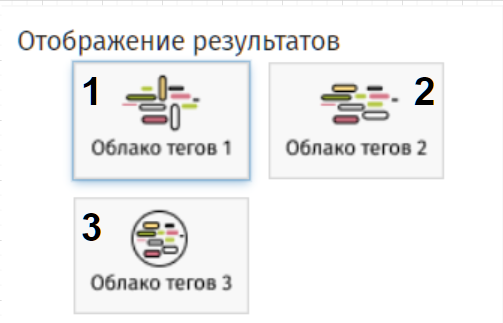 Отображение результатов
1
Облако тегов 1
2
Облако тегов 2
3
Облако тегов 3